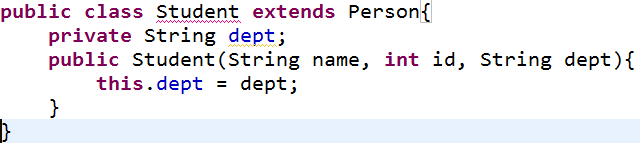 public class Student extends Person{
    private String dept;
    public Student(String name, int id, String dept){
        this.dept = dept;
    }
}